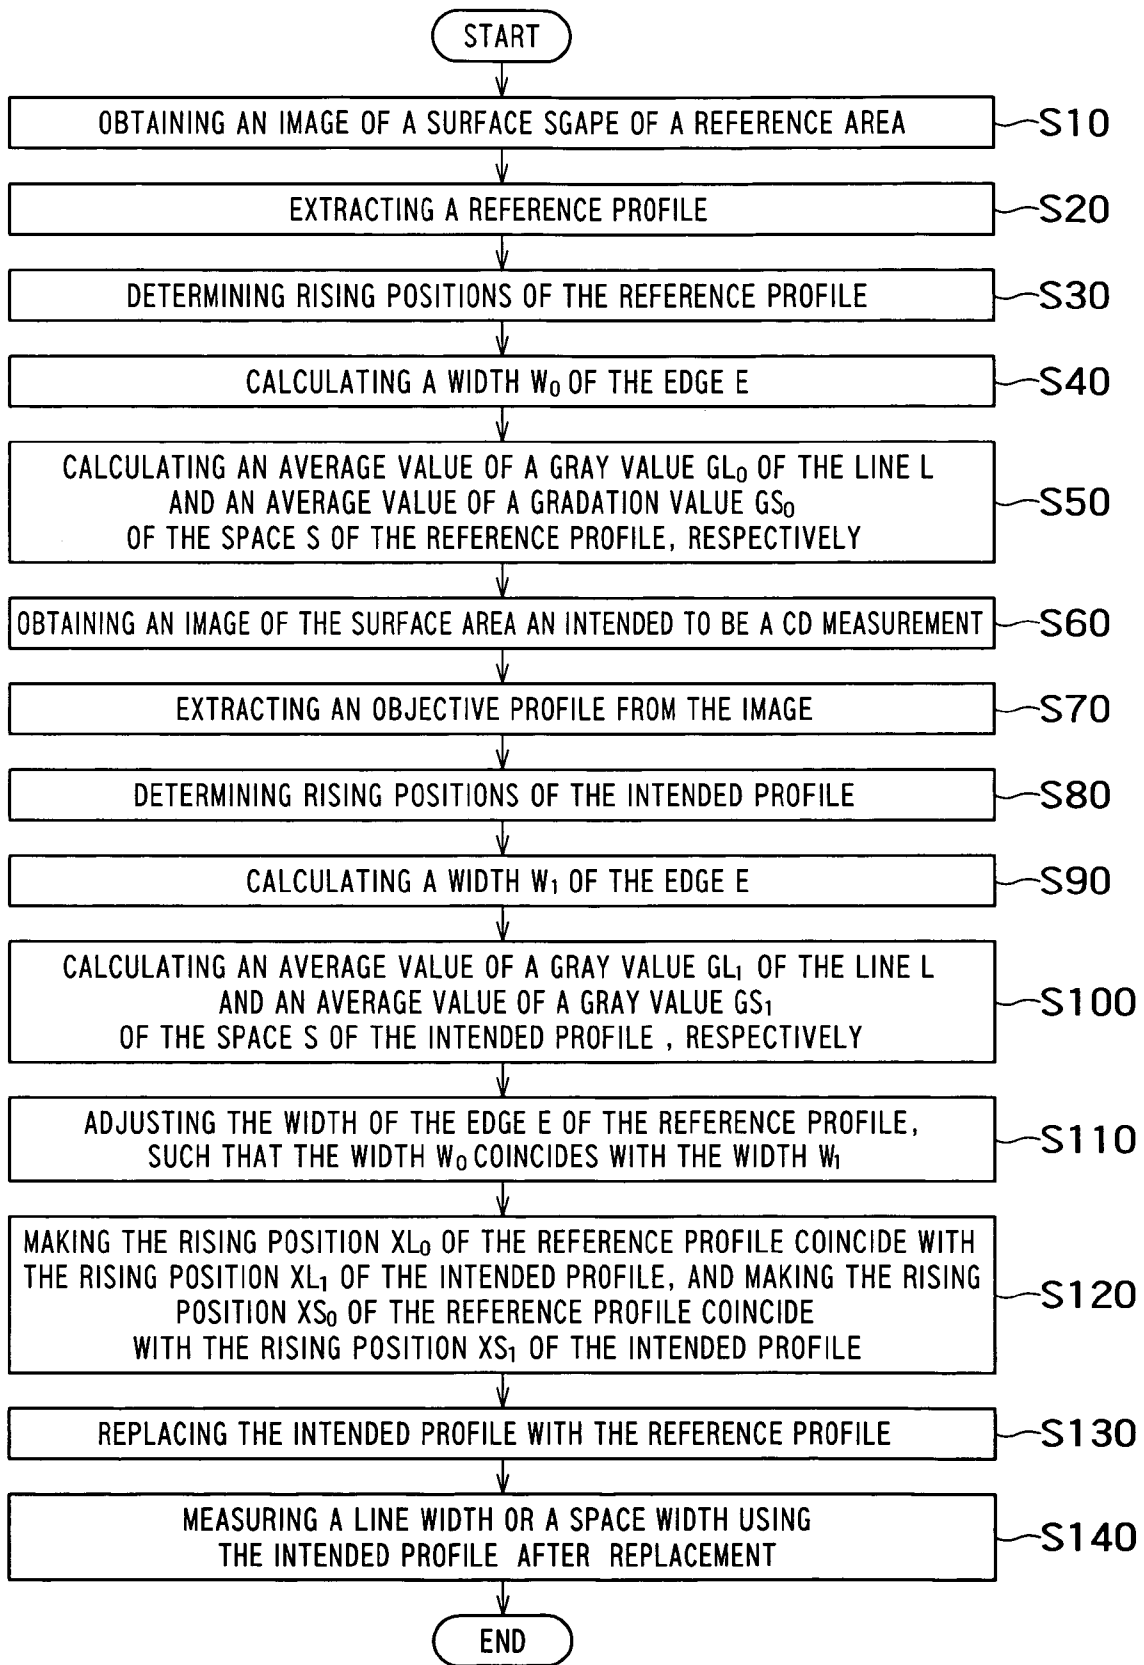 START
OBTAINING AN IMAGE OF A SURFACE SGAPE OF A REFERENCE AREA
S10
EXTRACTING A REFERENCE PROFILE
S20
DETERMINING RISING POSITIONS OF THE REFERENCE PROFILE
S30
CALCULATING A WIDTH W₀ OF THE EDGE E
S40
CALCULATING AN AVERAGE VALUE OF A GRAY VALUE GL₀ OF THE LINE L
AND AN AVERAGE VALUE OF A GRADATION VALUE GS₀
OF THE SPACE S OF THE REFERENCE PROFILE, RESPECTIVELY
S50
OBTAINING AN IMAGE OF THE SURFACE AREA AN INTENDED TO BE A CD MEASUREMENT
S60
EXTRACTING AN OBJECTIVE PROFILE FROM THE IMAGE
S70
DETERMINING RISING POSITIONS OF THE INTENDED PROFILE
S80
CALCULATING A WIDTH W₁ OF THE EDGE E
S90
CALCULATING AN AVERAGE VALUE OF A GRAY VALUE GL₁ OF THE LINE L
AND AN AVERAGE VALUE OF A GRAY VALUE GS₁
OF THE SPACE S OF THE INTENDED PROFILE , RESPECTIVELY
S100
ADJUSTING THE WIDTH OF THE EDGE E OF THE REFERENCE PROFILE,
SUCH THAT THE WIDTH W₀ COINCIDES WITH THE WIDTH W₁
S110
MAKING THE RISING POSITION XL₀ OF THE REFERENCE PROFILE COINCIDE WITH
THE RISING POSITION XL₁ OF THE INTENDED PROFILE, AND MAKING THE RISING
POSITION XS₀ OF THE REFERENCE PROFILE COINCIDE
WITH THE RISING POSITION XS₁ OF THE INTENDED PROFILE
S120
REPLACING THE INTENDED PROFILE WITH THE REFERENCE PROFILE
S130
MEASURING A LINE WIDTH OR A SPACE WIDTH USING
THE INTENDED PROFILE AFTER REPLACEMENT
S140
END